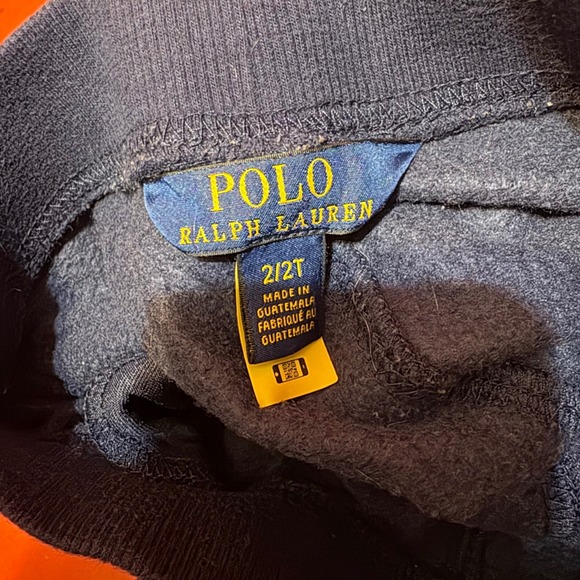 POLO
RALPH LAUREN
2/2T
MADE IN
GUATEMALA
FABRIQUÉ AU
GUATEMALA